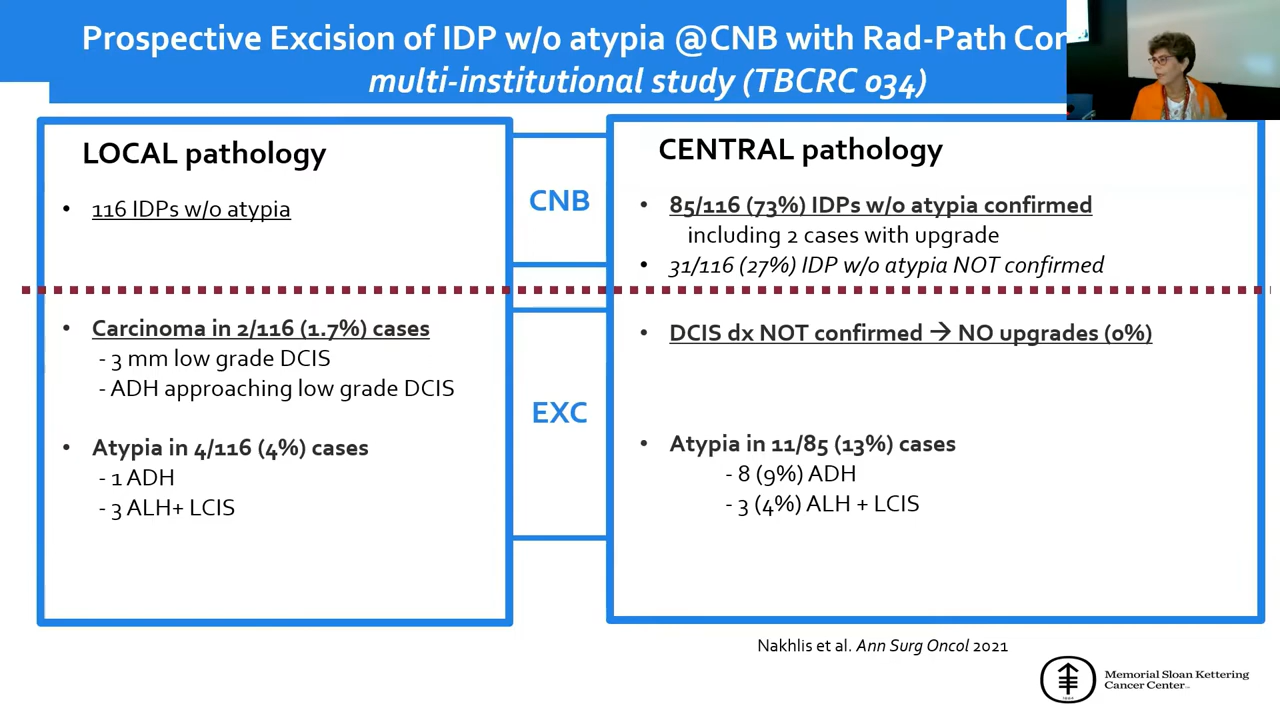 Prospective Excision of IDP w/o atypia @CNB with Rad-Path
multi-institutional study (TBCRC 034)
LOCAL pathology
• 116 IDPs w/o atypia
CNB
CENTRAL pathology
• 85/116 (73%) IDPs w/o atypia confirmed
including 2 cases with upgrade
• 31/116 (27%) IDP w/o atypia NOT confirmed
• Carcinoma in 2/116 (1.7%) cases
- 3 mm low grade DCIS
- ADH approaching low grade DCIS
• Atypia in 4/116 (4%) cases
- 1 ADH
- 3 ALH+ LCIS
EXC
• DCIS dx NOT confirmed → NO upgrades (0%)
• Atypia in 11/85 (13%) cases
- 8 (9%) ADH
- 3 (4%) ALH + LCIS
Nakhlis et al. Ann Surg Oncol 2021
Memorial Sloan Kettering
Cancer Center